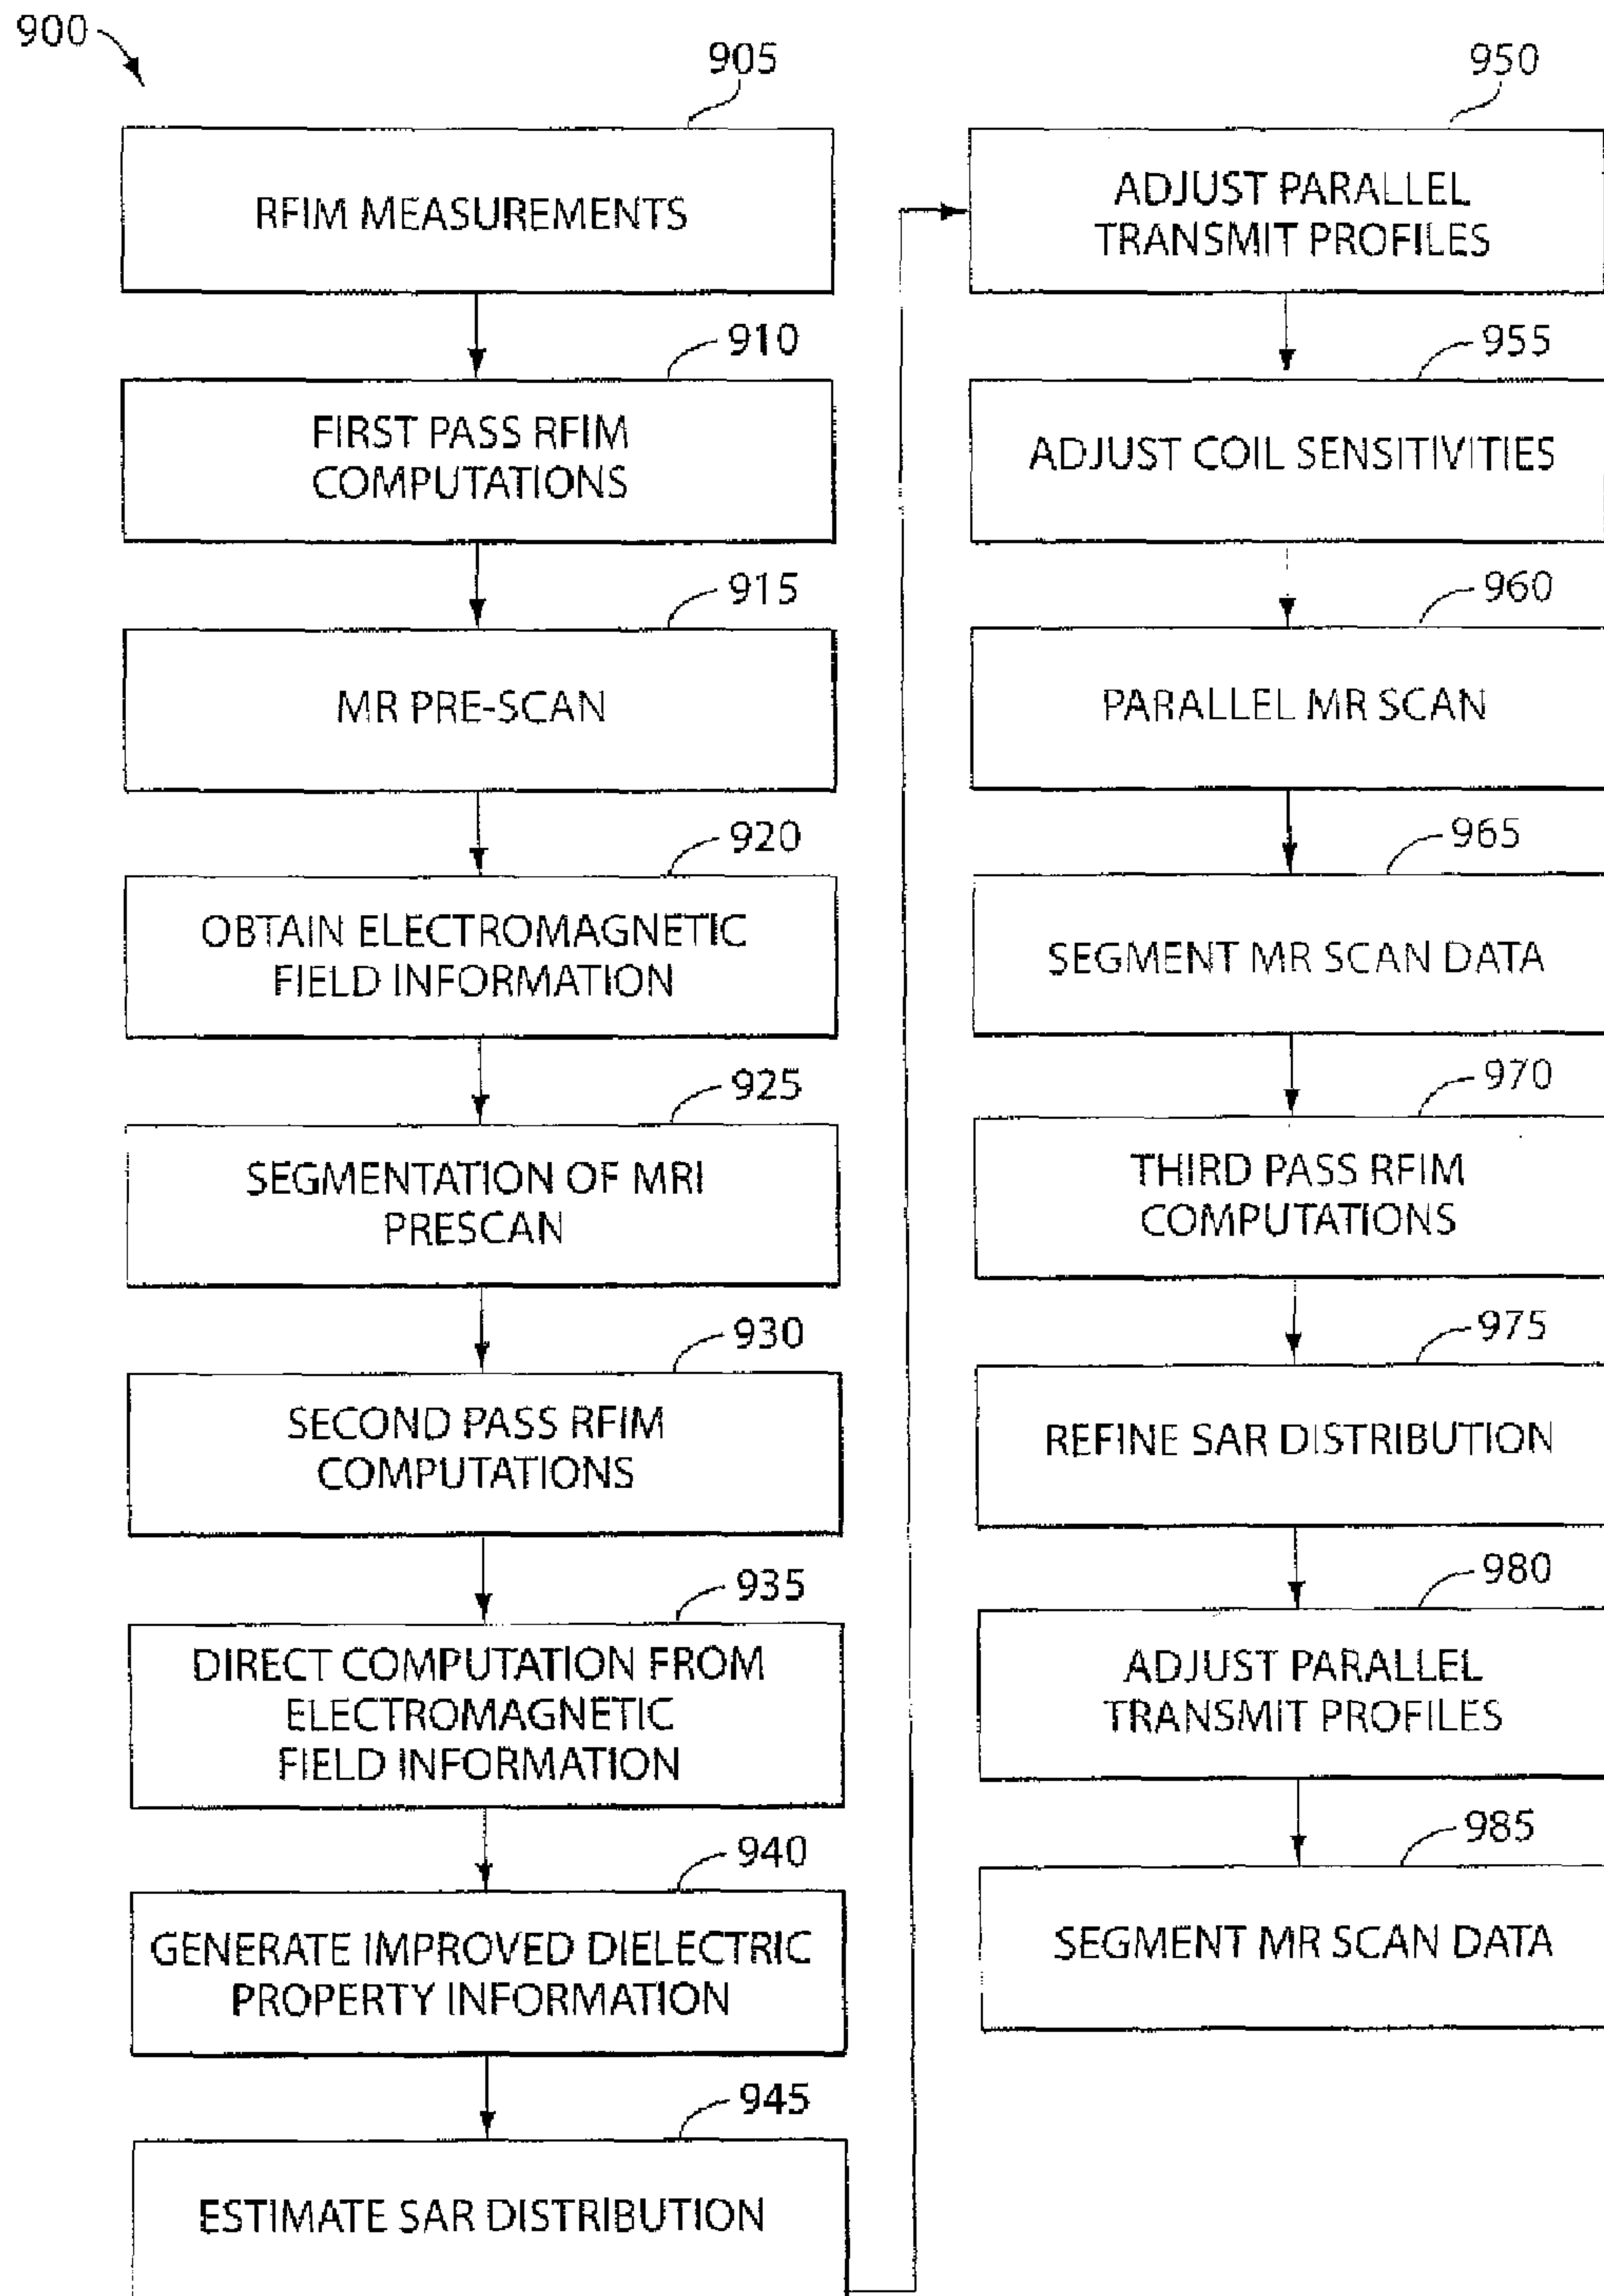 900
905
RFIM MEASUREMENTS
910
FIRST PASS RFIM
COMPUTATIONS
915
MR PRE-SCAN
920
OBTAIN ELECTROMAGNETIC
FIELD INFORMATION
925
SEGMENTATION OF MRI
PRESCAN
930
SECOND PASS RFIM
COMPUTATIONS
935
DIRECT COMPUTATION FROM
ELECTROMAGNETIC
FIELD INFORMATION
940
GENERATE IMPROVED DIELECTRIC
PROPERTY INFORMATION
945
ESTIMATE SAR DISTRIBUTION
950
ADJUST PARALLEL
TRANSMIT PROFILES
955
ADJUST COIL SENSITIVITIES
960
PARALLEL MR SCAN
965
SEGMENT MR SCAN DATA
970
THIRD PASS RFIM
COMPUTATIONS
975
REFINE SAR DISTRIBUTION
980
ADJUST PARALLEL
TRANSMIT PROFILES
985
SEGMENT MR SCAN DATA